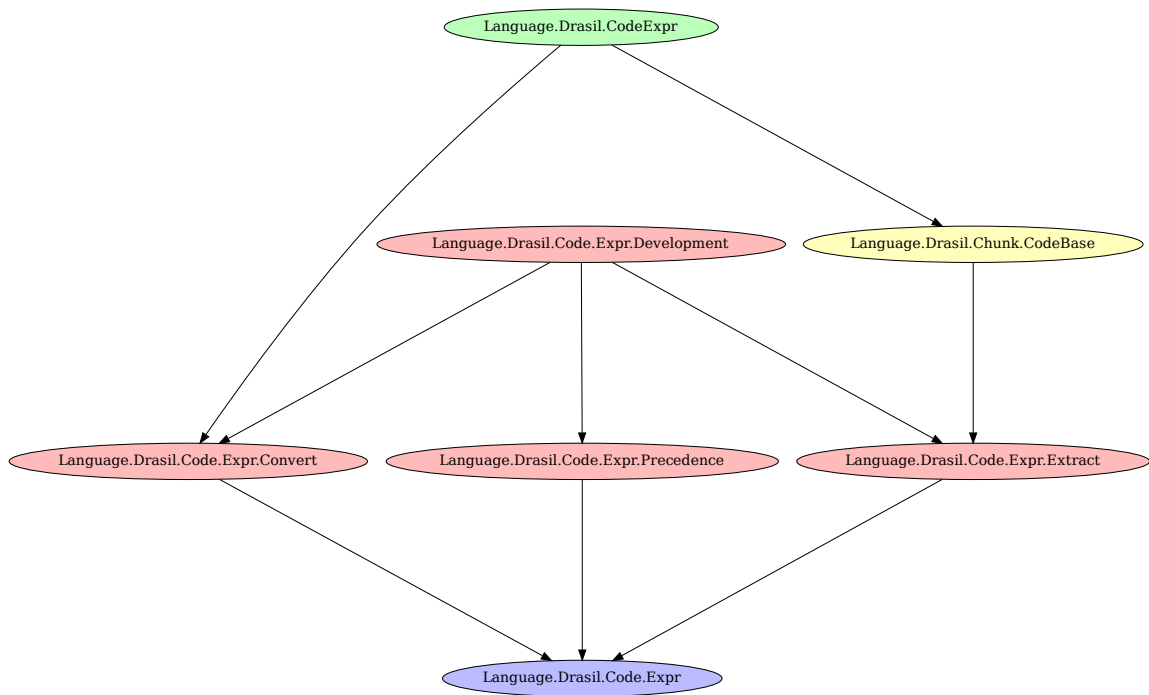 Language.Drasil.CodeExpr
Language.Drasil.Code.Expr.Development
Language.Drasil.Chunk.CodeBase
Language.Drasil.Code.Expr.Convert
Language.Drasil.Code.Expr.Precedence
Language.Drasil.Code.Expr.Extract
Language.Drasil.Code.Expr